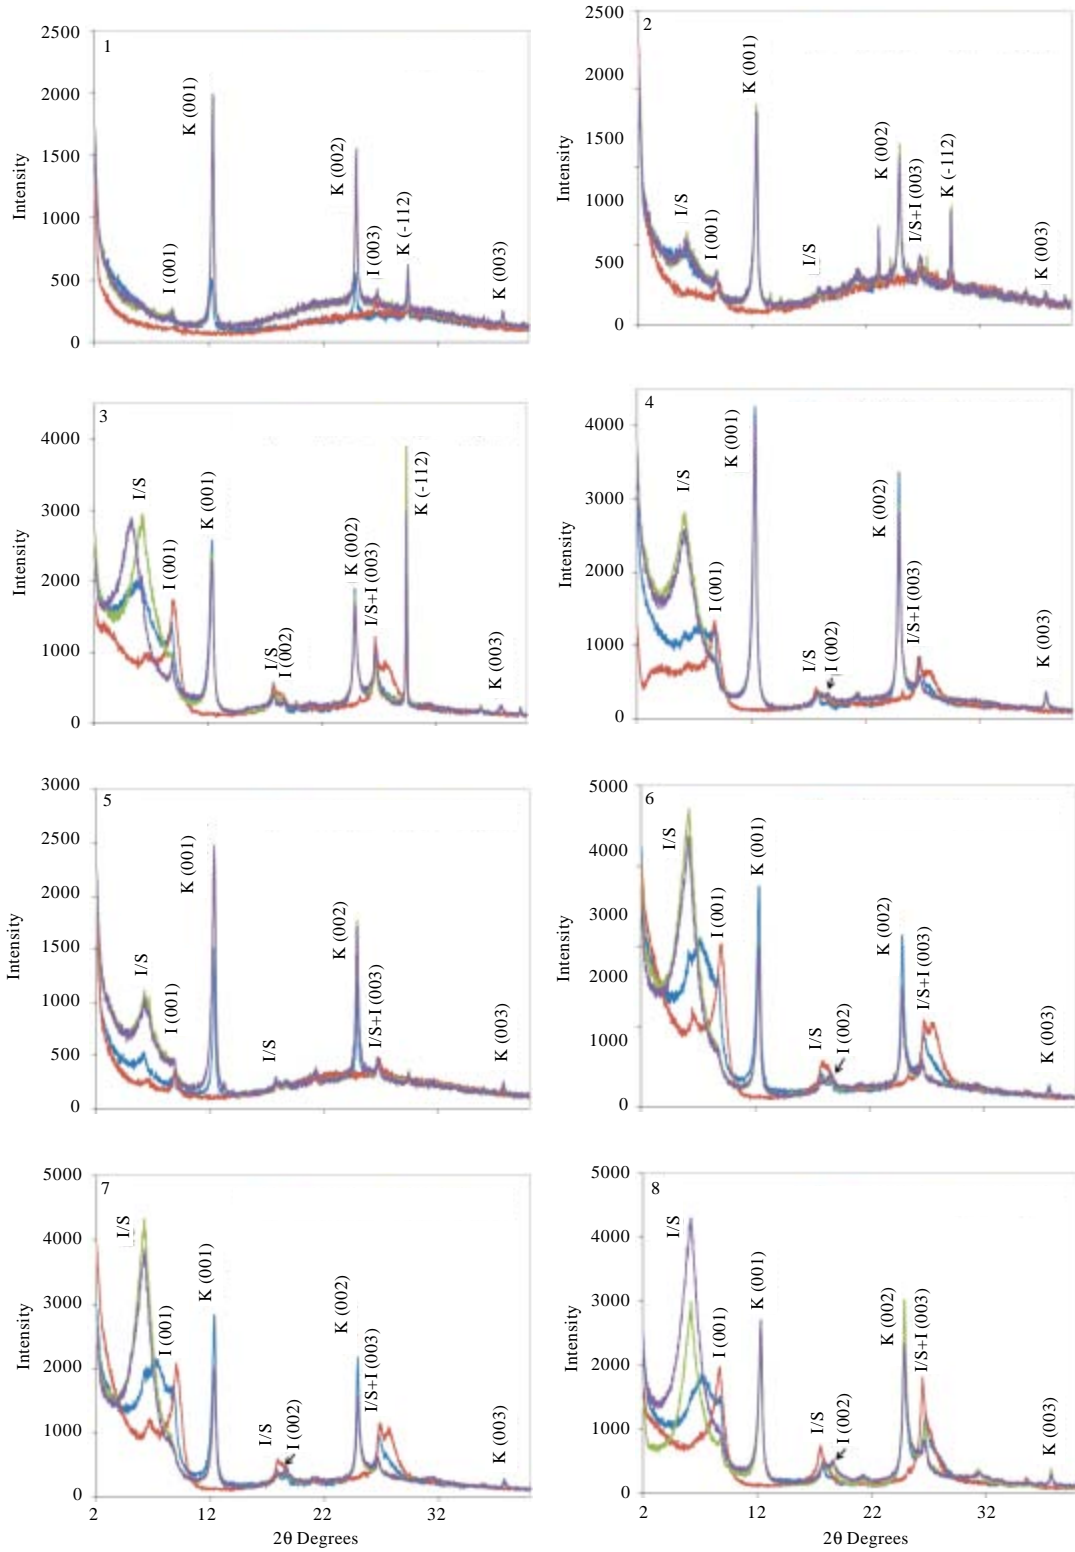 1
2500
2000
1500
1000
500
0
Intensity
I (001)
K (001)
K (002)
I (003)
K (-112)
K (003)
2
2500
2000
1500
1000
500
0
Intensity
I/S
I (001)
K (001)
I/S
K (002)
I/S+I (003)
K (-112)
K (003)
3
4000
3000
2000
1000
0
Intensity
I/S
I (001)
K (001)
I/S
I (002)
K (002)
I/S+I (003)
K (-112)
K (003)
4
4000
3000
2000
1000
0
Intensity
I/S
I (001)
K (001)
I/S
I (002)
K (002)
I/S+I (003)
K (003)
5
3000
2500
2000
1500
1000
500
0
Intensity
I/S
I (001)
K (001)
I/S
K (002)
I/S+I (003)
K (003)
6
5000
4000
3000
2000
1000
0
Intensity
I/S
I (001)
K (001)
I/S
I (002)
K (002)
I/S+I (003)
K (003)
7
5000
4000
3000
2000
1000
0
Intensity
I/S
I (001)
K (001)
I/S
I (002)
K (002)
I/S+I (003)
K (003)
2 12 22 32
2θ Degrees
8
5000
4000
3000
2000
1000
0
Intensity
I/S
I (001)
K (001)
I/S
I (002)
K (002)
I/S+I (003)
K (003)
2 12 22 32
2θ Degrees